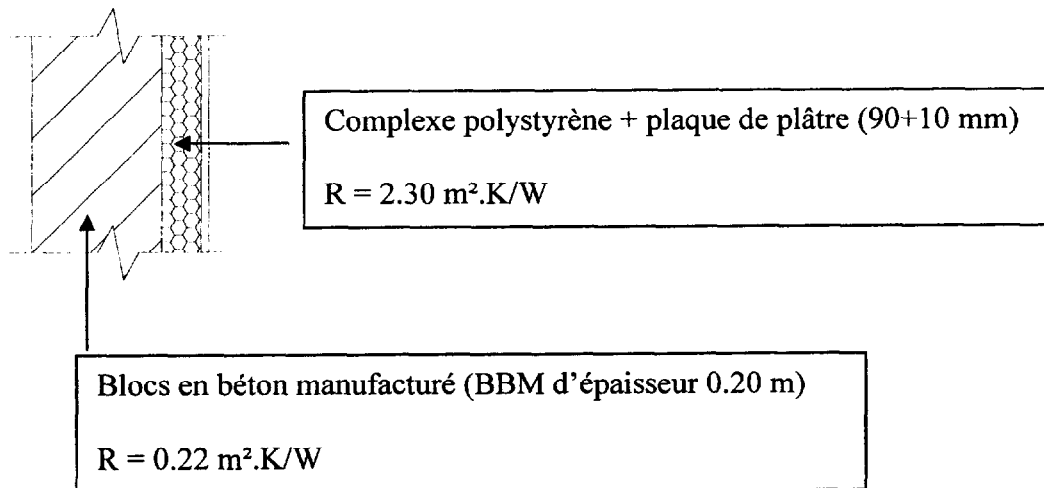 Complexe polystyrène + plaque de plâtre (90+10 mm)
R = 2.30 m².K/W
Blocs en béton manufacturé (BBM d'épaisseur 0.20 m)
R = 0.22 m².K/W